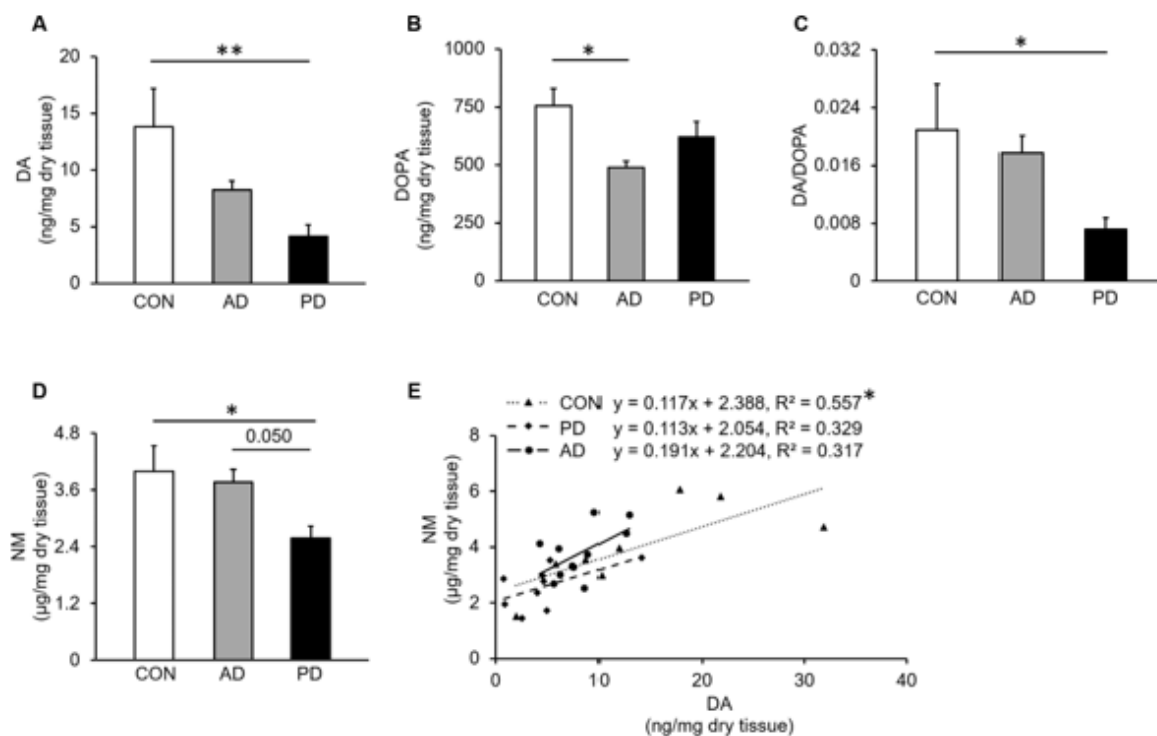 A
**
20
15
10
5
0
DA
(ng/mg dry tissue)
CON AD PD
B
*
1000
750
500
250
0
DOPA
(ng/mg dry tissue)
CON AD PD
C
*
0.032
0.024
0.016
0.008
0
DA/DOPA
CON AD PD
D
*
0.050
4.8
3.6
2.4
1.2
0
NM
(µg/mg dry tissue)
CON AD PD
E
CON y = 0.117x + 2.388, R² = 0.557*
PD y = 0.113x + 2.054, R² = 0.329
AD y = 0.191x + 2.204, R² = 0.317
8
6
4
2
0
NM
(µg/mg dry tissue)
0 10 20 30 40
DA
(ng/mg dry tissue)